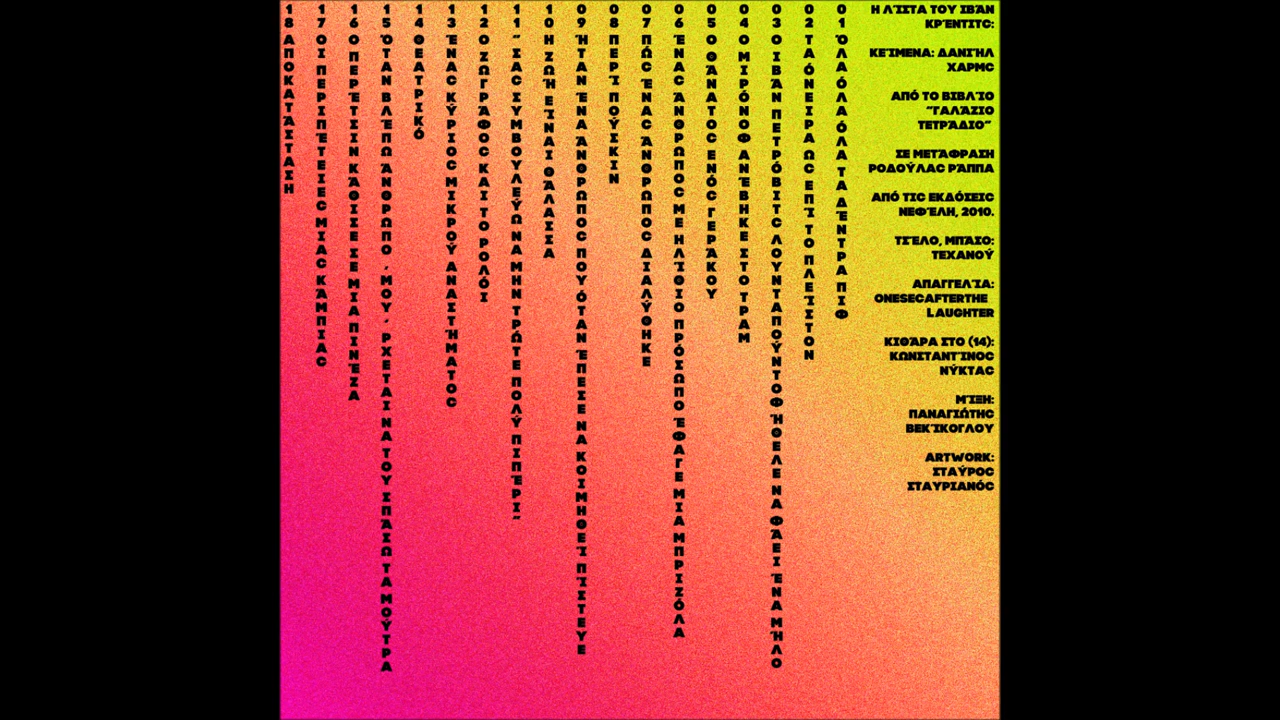 Η ΛΊΣΤΑ ΤΟΥ ΙΒΆΝ
ΚΡΈΝΤΙΤΣ:
ΚΕΊΜΕΝΑ: ΔΑΝΙΉΛ
ΧΑΡΜΣ
ΑΠΌ ΤΟ ΒΙΒΛΊΟ
"ΓΑΛΆΖΙΟ
ΤΕΤΡΆΔΙΟ"
ΣΕ ΜΕΤΆΦΡΑΣΗ
ΡΟΔΟΎΛΑΣ ΡΆΠΠΑ
ΑΠΌ ΤΙΣ ΕΚΔΌΣΕΙΣ
ΝΕΦΈΛΗ, 2010.
ΤΣΈΛΟ, ΜΠΆΣΟ:
ΤΕΧΑΝΟΎ
ΑΠΑΓΓΕΛΊΑ:
ONESECAFTERTHE
LAUGHTER
ΚΙΘΆΡΑ ΣΤΟ (14):
ΚΩΝΣΤΑΝΤΊΝΟΣ
ΝΎΚΤΑΣ
ΜΊΞΗ:
ΠΑΝΑΓΙΏΤΗΣ
ΒΕΚΊΚΟΓΛΟΥ
ARTWORK:
ΣΤΑΎΡΟΣ
ΣΤΑΥΡΙΑΝΌΣ
01 ΌΛΑ ΌΛΑ ΌΛΑ ΤΑ ΔΈΝΤΡΑ ΠΙΦ
02 ΤΑ ΌΝΕΙΡΑ ΩΣ ΕΠΊ ΤΟ ΠΛΕΊΣΤΟΝ
03 Ο ΙΒΆΝ ΠΕΤΡΌΒΙΤΣ ΛΟΥΝΤΑΠΟΎΝΤΟΦ ΉΘΕΛΕ ΝΑ ΦΆΕΙ ΈΝΑ ΜΉΛΟ
04 Ο ΜΙΡΌΝΟΦ ΑΝΈΒΗΚΕ ΣΤΟ ΤΡΑΜ
05 Ο ΘΆΝΑΤΟΣ ΕΝΌΣ ΓΕΡΆΚΟΥ
06 ΈΝΑΣ ΆΝΘΡΩΠΟΣ ΜΕ ΗΛΊΘΙΟ ΠΡΌΣΩΠΟ ΈΦΑΓΕ ΜΙΑ ΜΠΡΙΖΌΛΑ
07 ΠΏΣ ΈΝΑΣ ΆΝΘΡΩΠΟΣ ΔΙΑΛΎΘΗΚΕ
08 ΠΕΡΊ ΠΟΎΣΚΙΝ
09 ΉΤΑΝ ΈΝΑ ΆΝΘΡΩΠΟΣ ΠΟΥ ΌΤΑΝ ΈΠΕΣΕ ΝΑ ΚΟΙΜΗΘΕΊ ΠΊΣΤΕΥΕ
10 Η ΖΩΉ ΕΊΝΑΙ ΘΆΛΑΣΣΑ
11 "ΣΑΣ ΣΥΜΒΟΥΛΕΎΩ ΝΑ ΜΗΝ ΤΡΏΤΕ ΠΟΛΎ ΠΙΠΈΡΙ"
12 Ο ΖΩΓΡΆΦΟΣ ΚΑΙ ΤΟ ΡΟΛΌΙ
13 ΈΝΑΣ ΚΎΡΙΟΣ ΜΙΚΡΟΎ ΑΝΑΣΤΉΜΑΤΟΣ
14 ΘΕΑΤΡΙΚΌ
15 ΌΤΑΝ ΒΛΈΠΩ ΆΝΘΡΩΠΟ , ΜΟΥ΄ ΡΧΕΤΑΙ ΝΑ ΤΟΥ ΣΠΆΣΩ ΤΑ ΜΟΎΤΡΑ
16 Ο ΠΕΡΈΤΣΙΝ ΚΆΘΙΣΕ ΣΕ ΜΙΑ ΠΙΝΈΖΑ
17 ΟΙ ΠΕΡΙΠΈΤΕΙΕΣ ΜΙΑΣ ΚΆΜΠΙΑΣ
18 ΑΠΟΚΑΤΆΣΤΑΣΗ